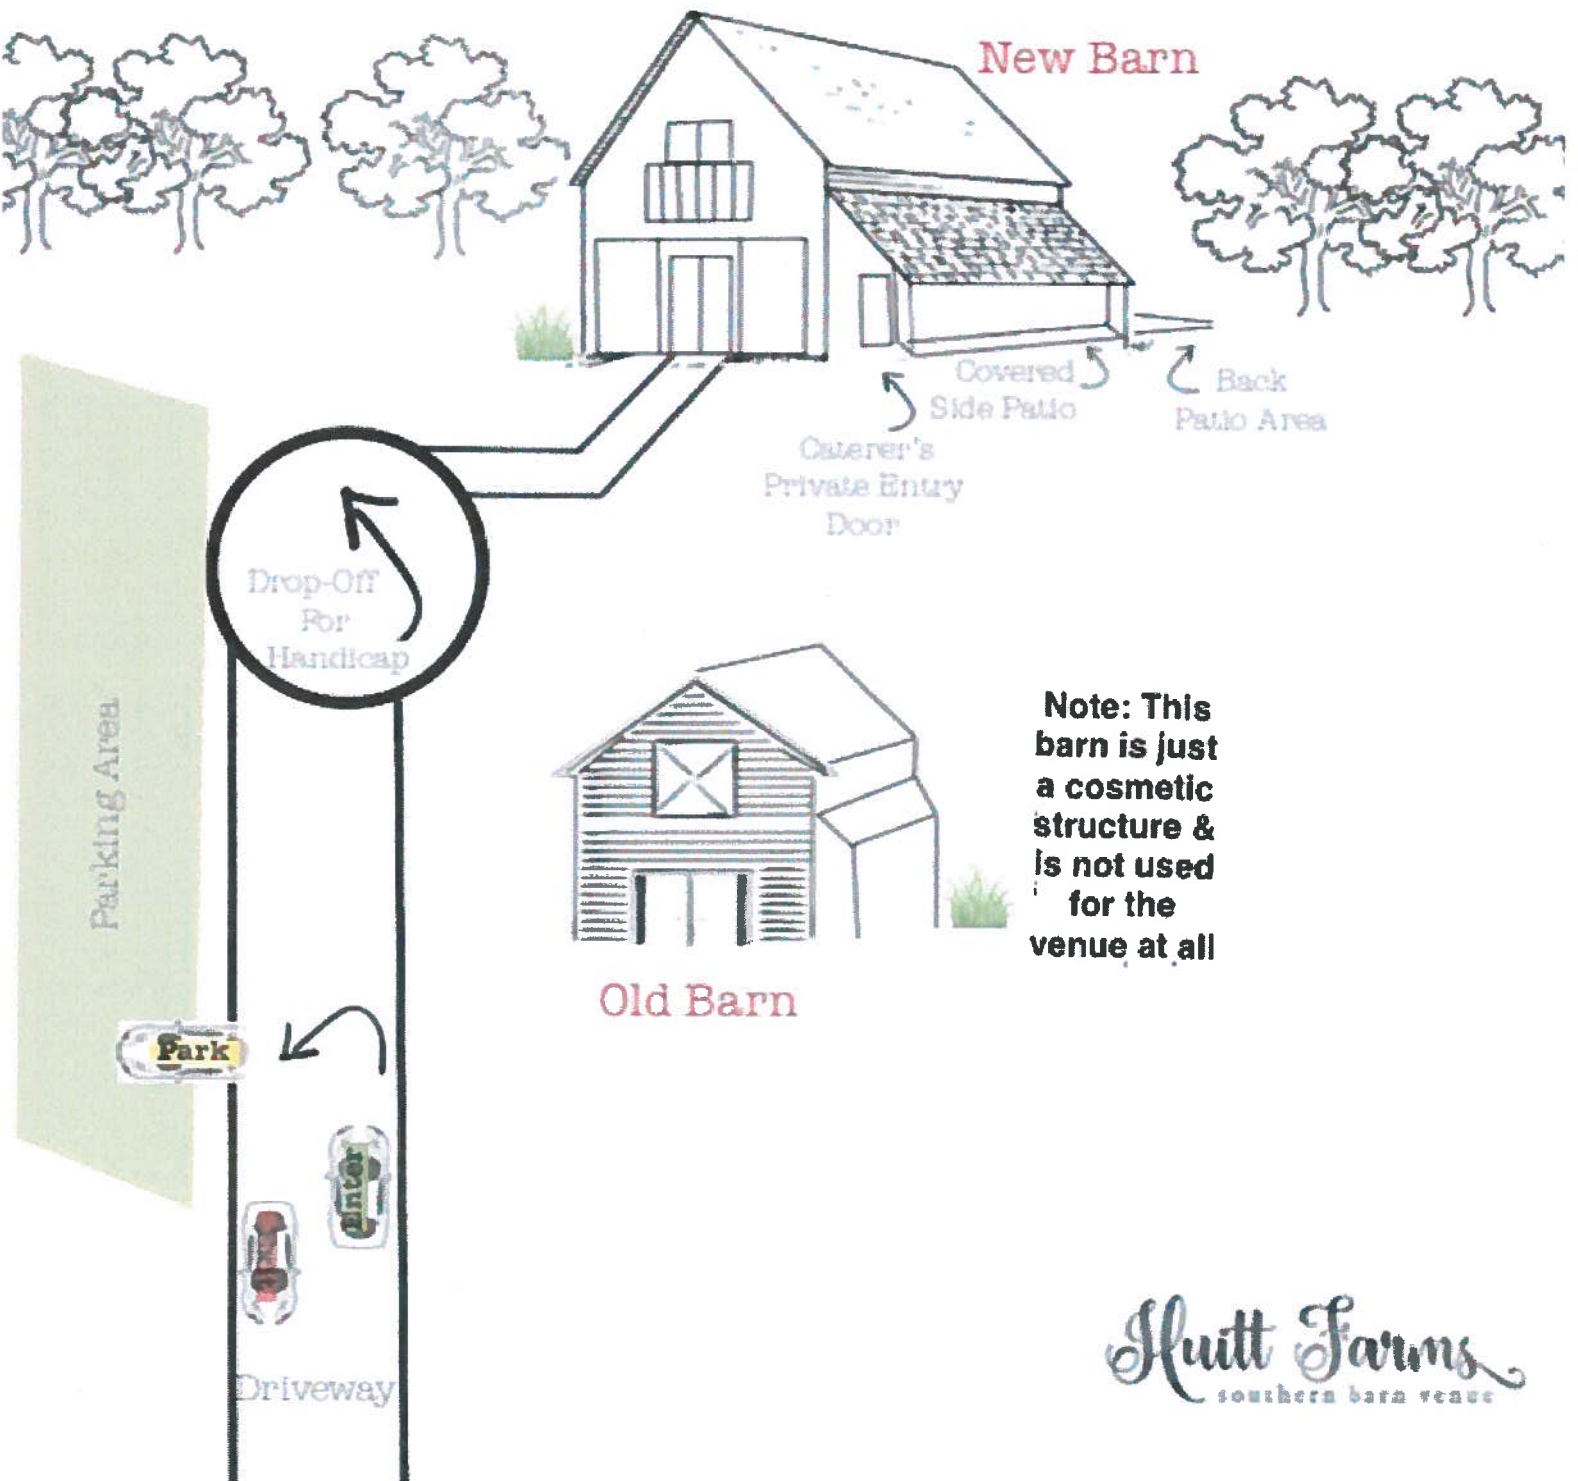 New Barn
Covered
Side Patio
Back
Patio Area
Caterer's
Private Entry
Door
Drop-Off
For
Handicap
Parking Area
Note: This
barn is just
a cosmetic
structure &
is not used
for the
venue at all
Old Barn
Park
Enter
Driveway
Huitt Farms
southern barn venue